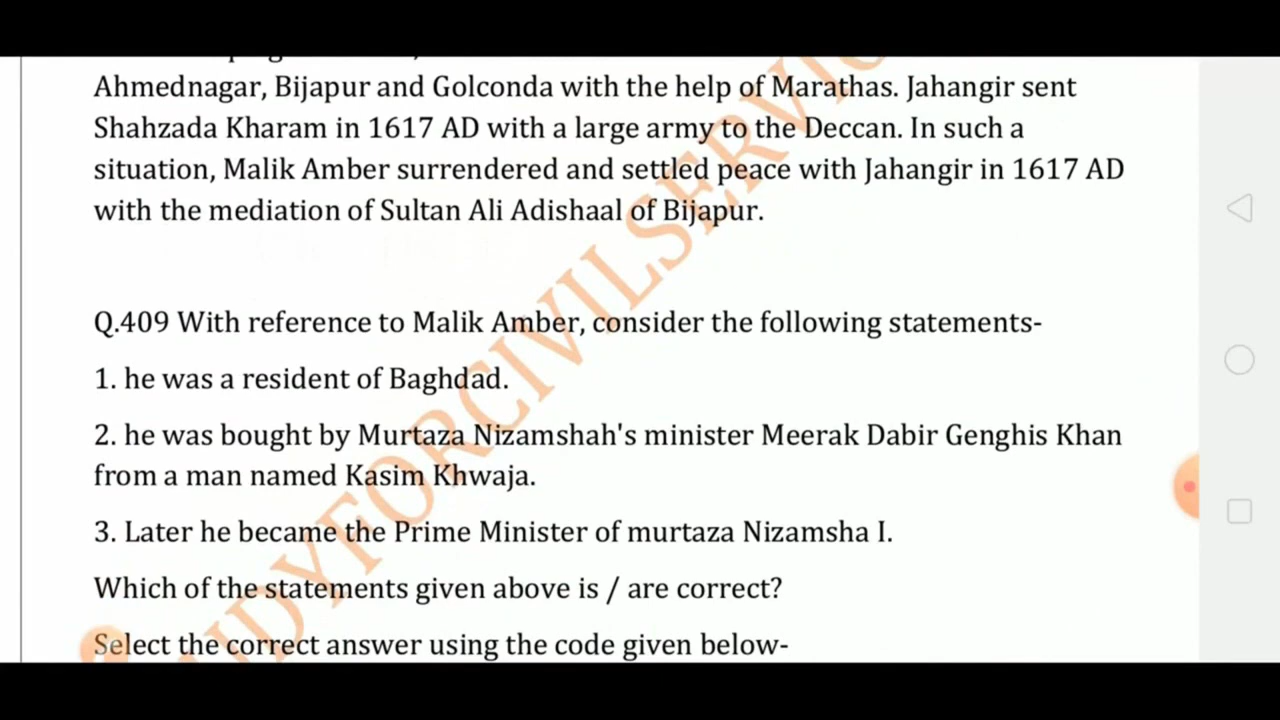 Ahmednagar, Bijapur and Golconda with the help of Marathas. Jahangir sent
Shahzada Kharam in 1617 AD with a large army to the Deccan. In such a
situation, Malik Amber surrendered and settled peace with Jahangir in 1617 AD
with the mediation of Sultan Ali Adishaal of Bijapur.
Q.409 With reference to Malik Amber, consider the following statements-
1. he was a resident of Baghdad.
2. he was bought by Murtaza Nizamshah's minister Meerak Dabir Genghis Khan
from a man named Kasim Khwaja.
3. Later he became the Prime Minister of murtaza Nizamsha I.
Which of the statements given above is / are correct?
Select the correct answer using the code given below-
UDYFORCIVILSERVIC